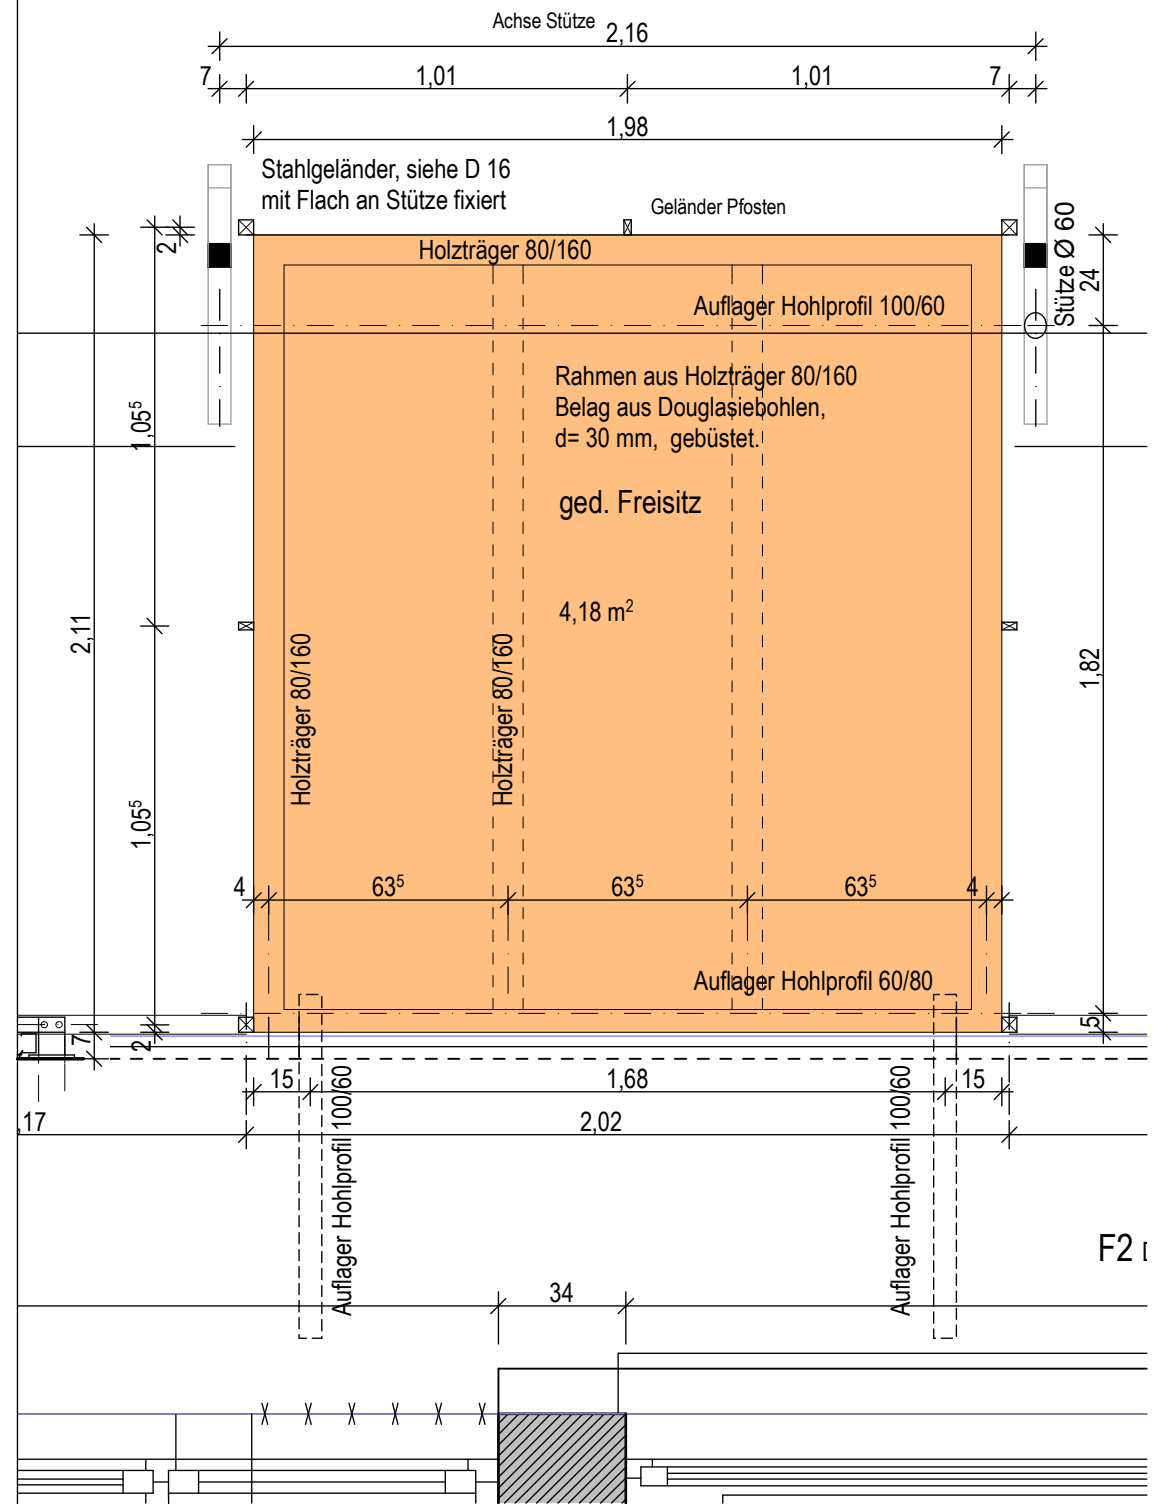 Achse Stütze
2,16
7
1,01
1,01
7
1,98
Stahlgeländer, siehe D 16
mit Flach an Stütze fixiert
Geländer Pfosten
2
Holzträger 80/160
Stütze Ø 60
24
Auflager Hohlprofil 100/60
Rahmen aus Holzträger 80/160
Belag aus Douglasiebohlen,
d= 30 mm, gebüstet.
1,05⁵
ged. Freisitz
4,18 m²
2,11
Holzträger 80/160
Holzträger 80/160
1,82
1,05⁵
4
63⁵
63⁵
63⁵
4
Auflager Hohlprofil 60/80
7
2
5
15
1,68
15
,17
2,02
Auflager Hohlprofil 100/60
Auflager Hohlprofil 100/60
F2
34